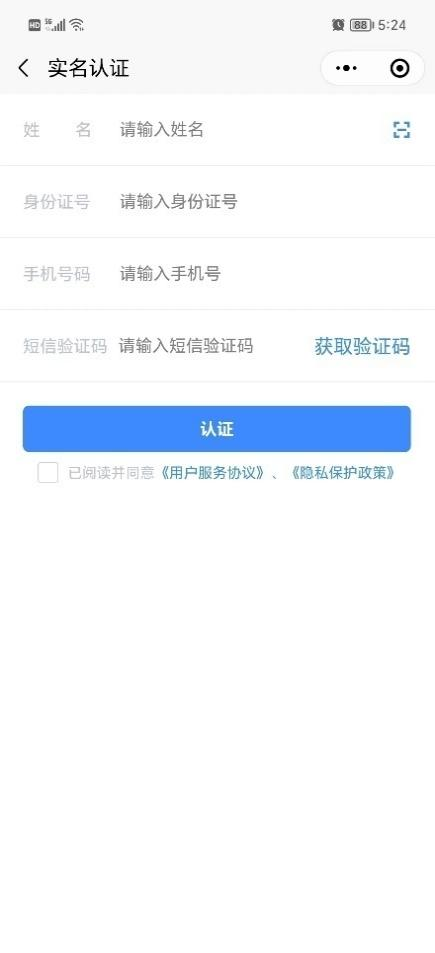 HD 5G 88 5:24
实名认证
姓 名 请输入姓名
身份证号 请输入身份证号
手机号码 请输入手机号
短信验证码 请输入短信验证码 获取验证码
认证
已阅读并同意《用户服务协议》、《隐私保护政策》